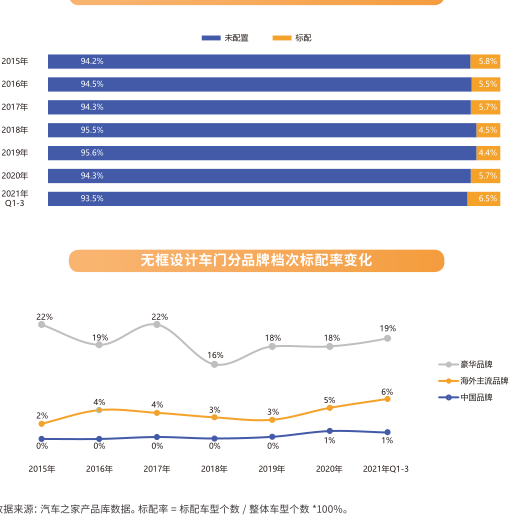 未配置 标配
2015年 94.2% 5.8%
2016年 94.5% 5.5%
2017年 94.3% 5.7%
2018年 95.5% 4.5%
2019年 95.6% 4.4%
2020年 94.3% 5.7%
2021年
Q1-3 93.5% 6.5%
无框设计车门分品牌档次标配率变化
22% 19% 22% 16% 18% 18% 19%
豪华品牌
海外主流品牌
中国品牌
2% 4% 4% 3% 3% 5% 6%
0% 0% 0% 0% 0% 1% 1%
2015年 2016年 2017年 2018年 2019年 2020年 2021年Q1-3
据来源：汽车之家产品库数据。标配率 = 标配车型个数 / 整体车型个数 *100%。